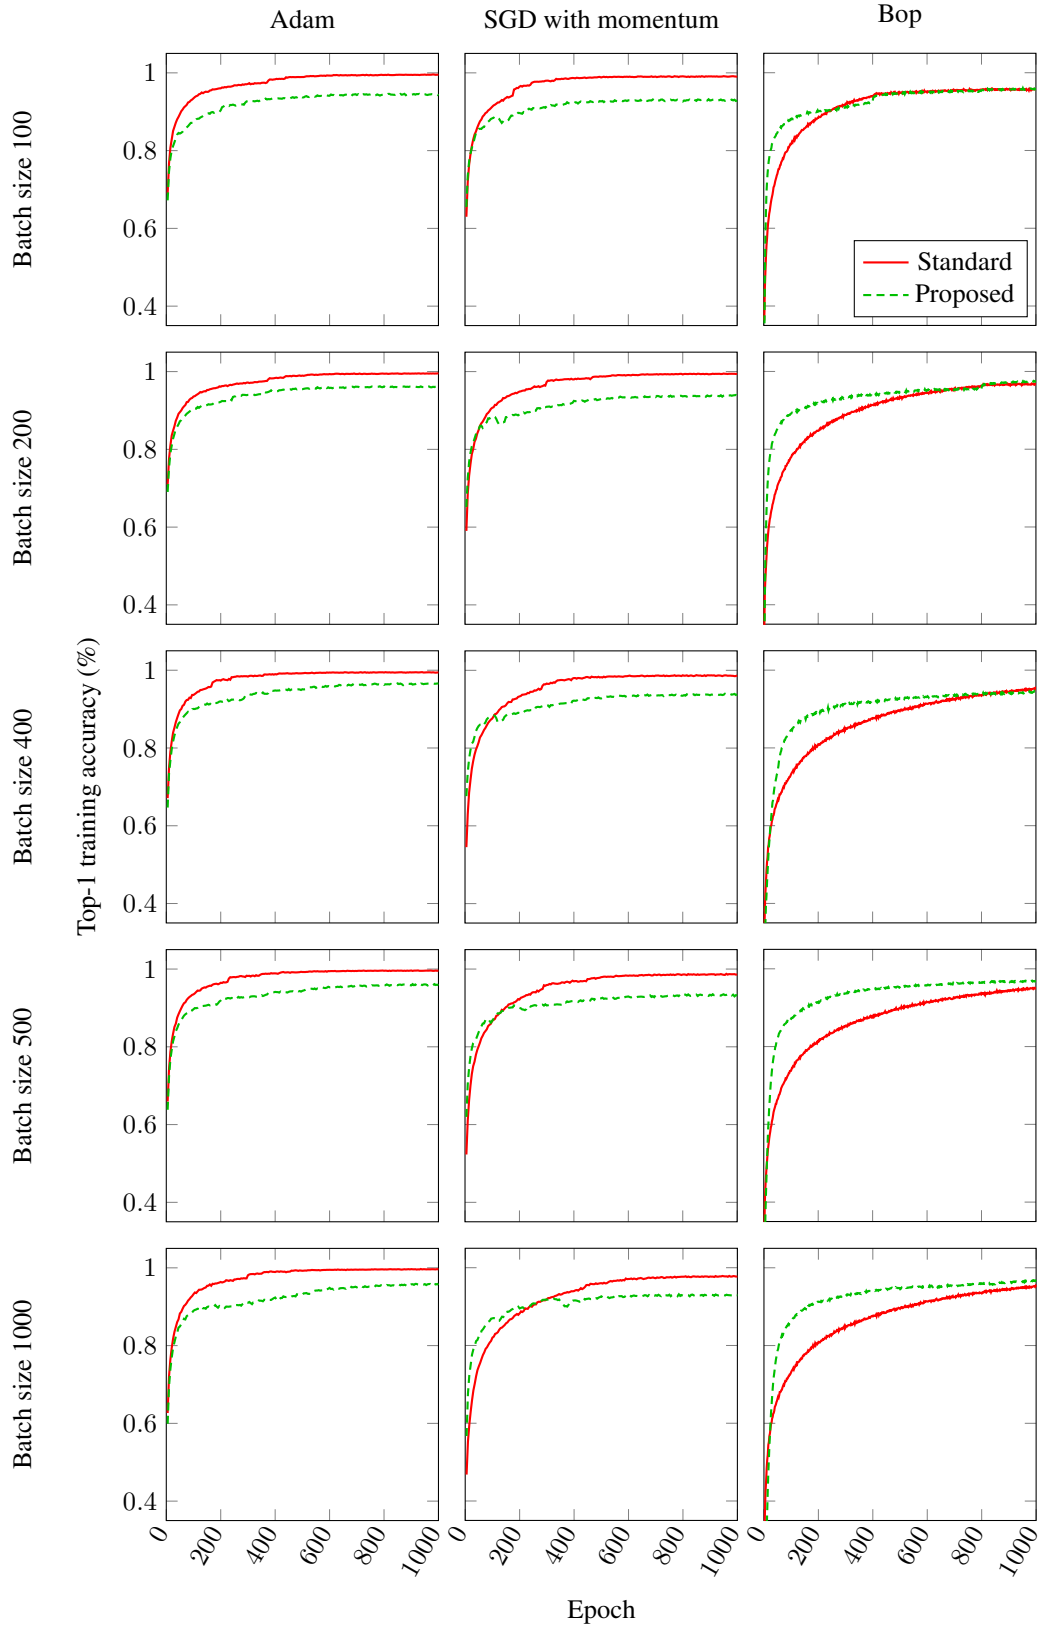 Adam
SGD with momentum
Bop
Batch size 100
1
0.8
0.6
0.4
Standard
Proposed
Batch size 200
1
0.8
0.6
0.4
Top-1 training accuracy (%)
Batch size 400
1
0.8
0.6
0.4
Batch size 500
1
0.8
0.6
0.4
Batch size 1000
1
0.8
0.6
0.4
0 200 400 600 800 1000
0 200 400 600 800 1000
0 200 400 600 800 1000
Epoch